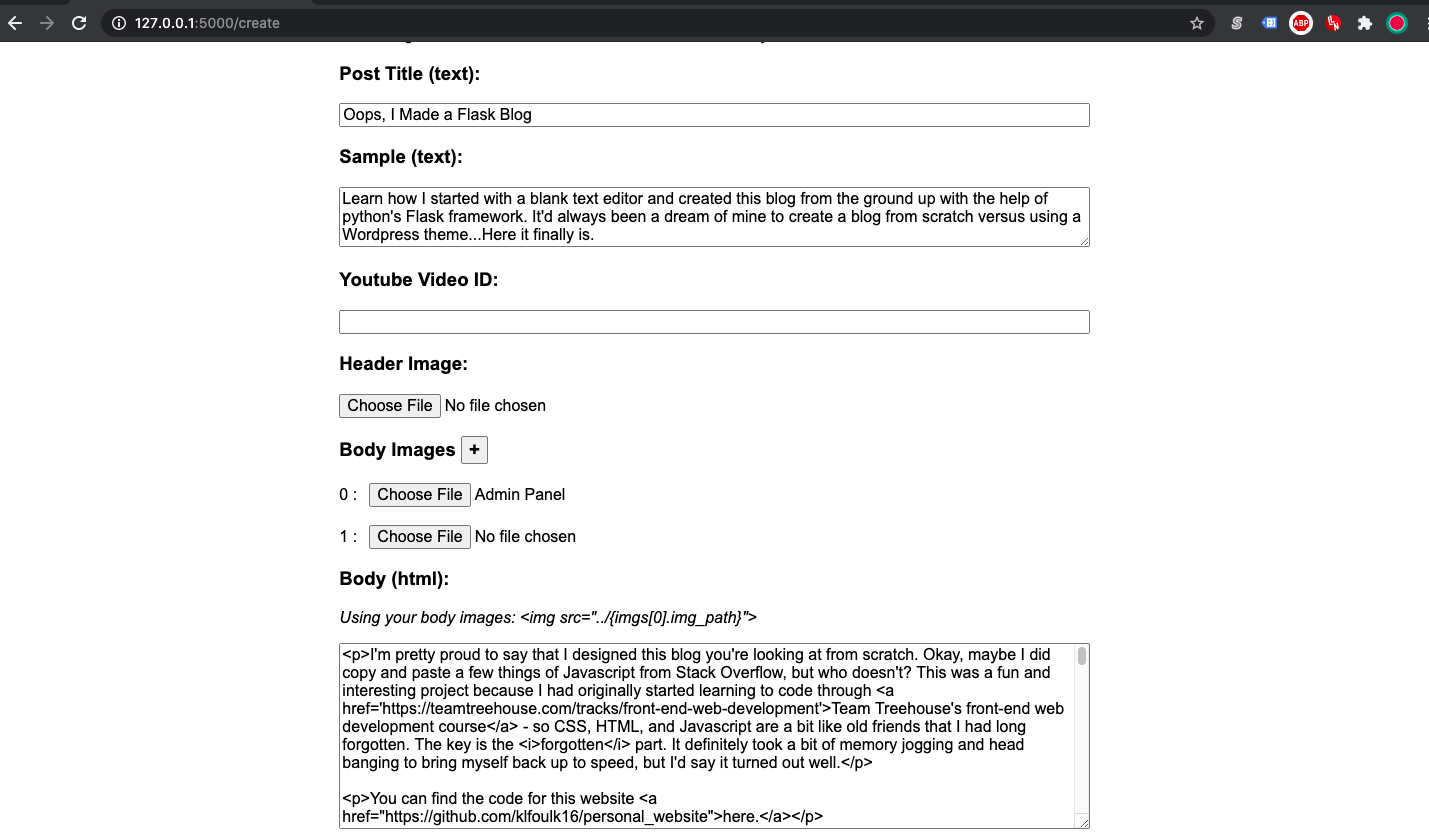 127.0.0.1:5000/create
ABP
Post Title (text):
Oops, I Made a Flask Blog
Sample (text):
Learn how I started with a blank text editor and created this blog from the ground up with the help of
python's Flask framework. It'd always been a dream of mine to create a blog from scratch versus using a
Wordpress theme...Here it finally is.
Youtube Video ID:
Header Image:
Choose File No file chosen
Body Images +
0 : Choose File Admin Panel
1 : Choose File No file chosen
Body (html):
Using your body images: <img src="../{imgs[0].img_path}">
<p>I'm pretty proud to say that I designed this blog you're looking at from scratch. Okay, maybe I did
copy and paste a few things of Javascript from Stack Overflow, but who doesn't? This was a fun and
interesting project because I had originally started learning to code through <a
href='https://teamtreehouse.com/tracks/front-end-web-development'>Team Treehouse's front-end web
development course</a> - so CSS, HTML, and Javascript are a bit like old friends that I had long
forgotten. The key is the <i>forgotten</i> part. It definitely took a bit of memory jogging and head
banging to bring myself back up to speed, but I'd say it turned out well.</p>
<p>You can find the code for this website <a
href="https://github.com/klfoulk16/personal_website">here.</a></p>